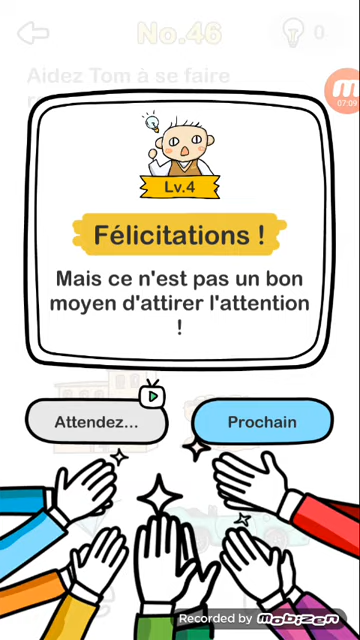 No.46
0
Aidez Tom à se faire
07:09
Lv.4
Félicitations !
Mais ce n'est pas un bon
moyen d'attirer l'attention
!
Attendez...
Prochain
Recorded by mobizen